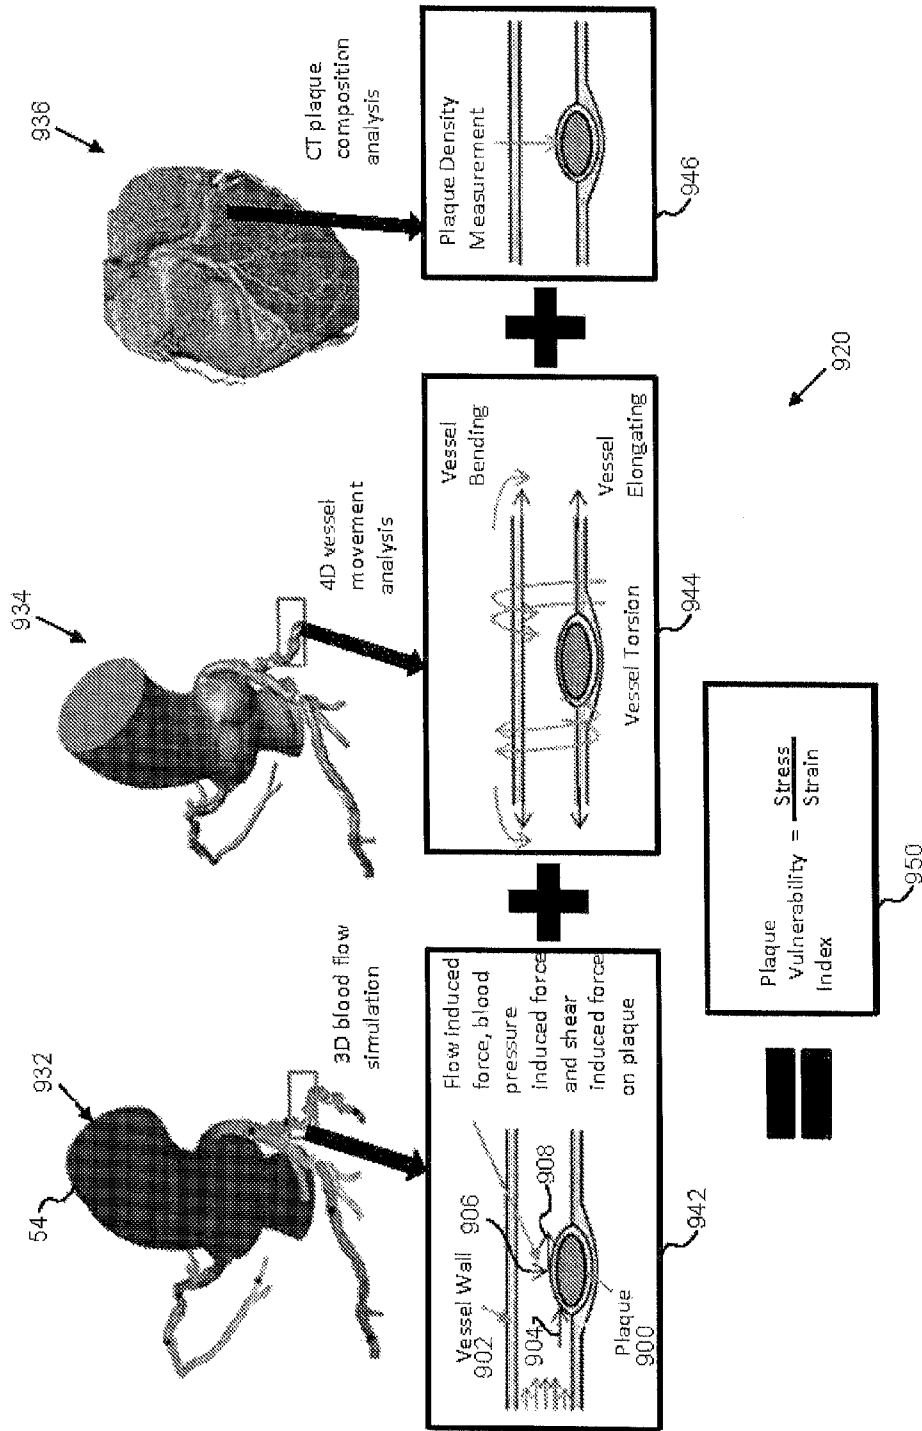 54
932
934
936
3D blood flow
simulation
4D vessel
movement
analysis
CT plaque
composition
analysis
Vessel Wall
902
906
908
904
Plaque
900
Flow induced
force, blood
pressure
induced force
and shear
induced force
on plaque
942
Vessel
Bending
Vessel Torsion
Vessel
Elongating
944
Plaque Density
Measurement
946
920
Plaque
Vulnerability = Stress
Index
Strain
950